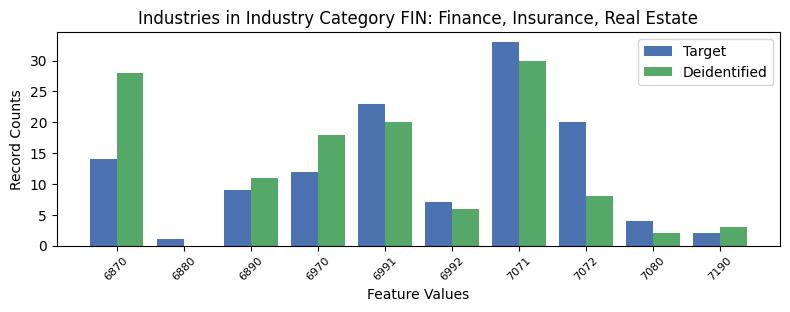 Industries in Industry Category FIN: Finance, Insurance, Real Estate
Target
Deidentified
Record Counts
30
25
20
15
10
5
0
6870 6880 6890 6970 6991 6992 7071 7072 7080 7190
Feature Values